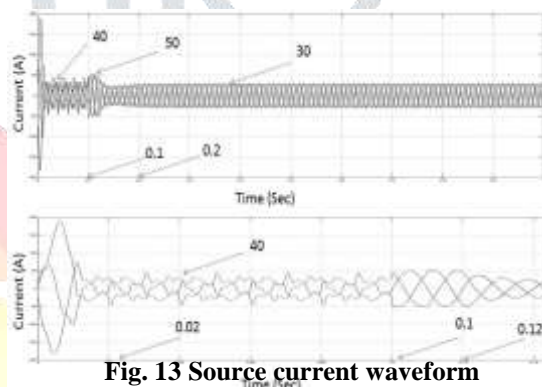 40
50
30
Current (A)
0.1
0.2
Time (Sec)
40
Current (A)
0.02
0.1
0.12
Fig. 13 Source current waveform
Time (Sec)